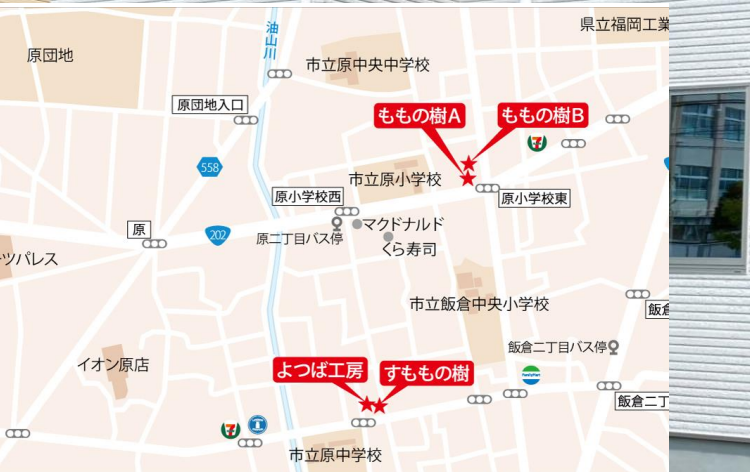 県立福岡工業
油山川
原団地
市立原中央中学校
原団地入口
ももの樹A
ももの樹B
558
市立原小学校
原小学校西
原小学校東
マクドナルド
原
202
原二丁目バス停
くら寿司
ーツパレス
市立飯倉中央小学校
飯倉
飯倉二丁目バス停
イオン原店
よつば工房
すももの樹
FamilyMart
飯倉二丁
市立原中学校